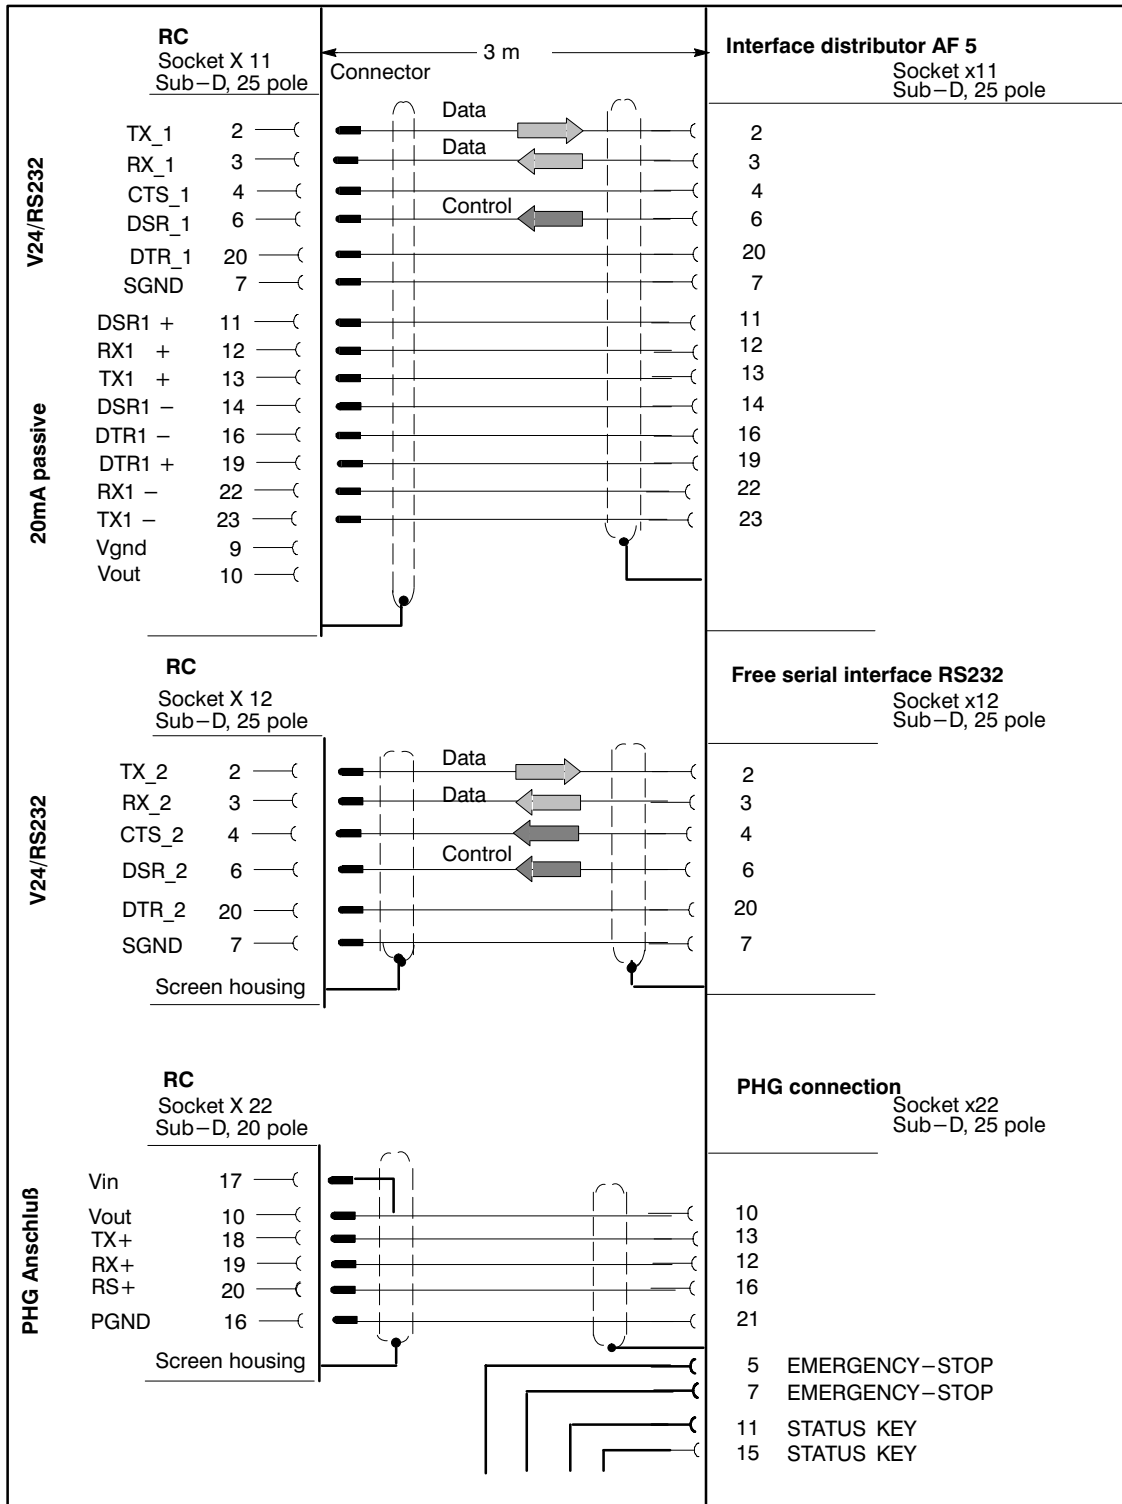 RC
Socket X 11
Sub−D, 25 pole
3 m
Connector
Interface distributor AF 5
Socket x11
Sub−D, 25 pole
V24/RS232
TX_1 2 Data 2
RX_1 3 Data 3
CTS_1 4 4
DSR_1 6 Control 6
DTR_1 20 20
SGND 7 7
20mA passive
DSR1 + 11 11
RX1 + 12 12
TX1 + 13 13
DSR1 − 14 14
DTR1 − 16 16
DTR1 + 19 19
RX1 − 22 22
TX1 − 23 23
Vgnd 9
Vout 10
RC
Socket X 12
Sub−D, 25 pole
Free serial interface RS232
Socket x12
Sub−D, 25 pole
V24/RS232
TX_2 2 Data 2
RX_2 3 Data 3
CTS_2 4 4
DSR_2 6 Control 6
DTR_2 20 20
SGND 7 7
Screen housing
RC
Socket X 22
Sub−D, 20 pole
PHG connection
Socket x22
Sub−D, 25 pole
PHG Anschluß
Vin 17
Vout 10 10
TX+ 18 13
RX+ 19 12
RS+ 20 16
PGND 16 21
Screen housing
5 EMERGENCY−STOP
7 EMERGENCY−STOP
11 STATUS KEY
15 STATUS KEY